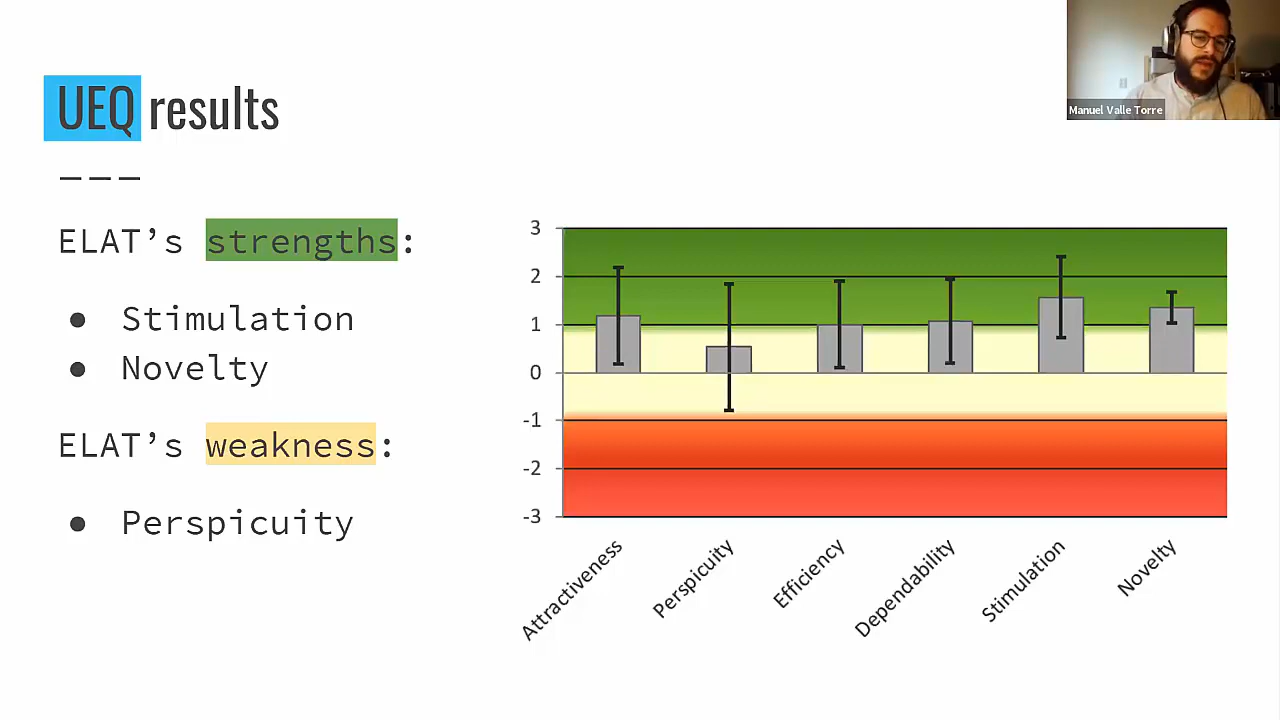 Manuel Valle Torre
UEQ results
———
ELAT’s strengths:
● Stimulation
● Novelty
ELAT’s weakness:
● Perspicuity
3
2
1
0
-1
-2
-3
Attractiveness
Perspicuity
Efficiency
Dependability
Stimulation
Novelty